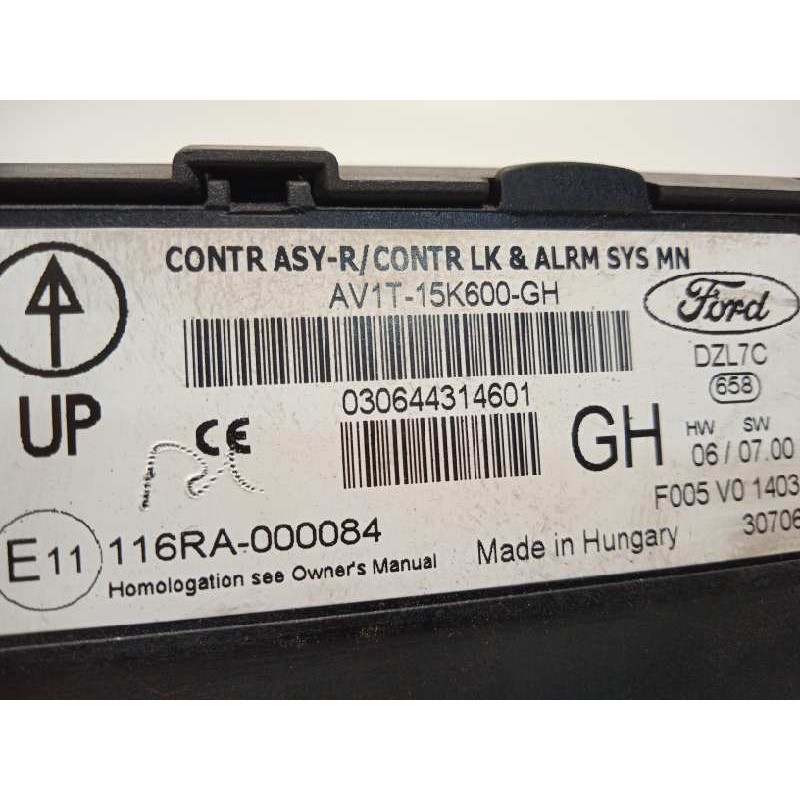 CONTR ASY-R/CONTR LK & ALRM SYS MN
AV1T-15K600-GH
Ford
DZL7C
658
UP
CE
030644314601
GH
HW SW
06 / 07.00
F005 V0 1403
30706
E11
116RA-000084
Homologation see Owner's Manual
Made in Hungary